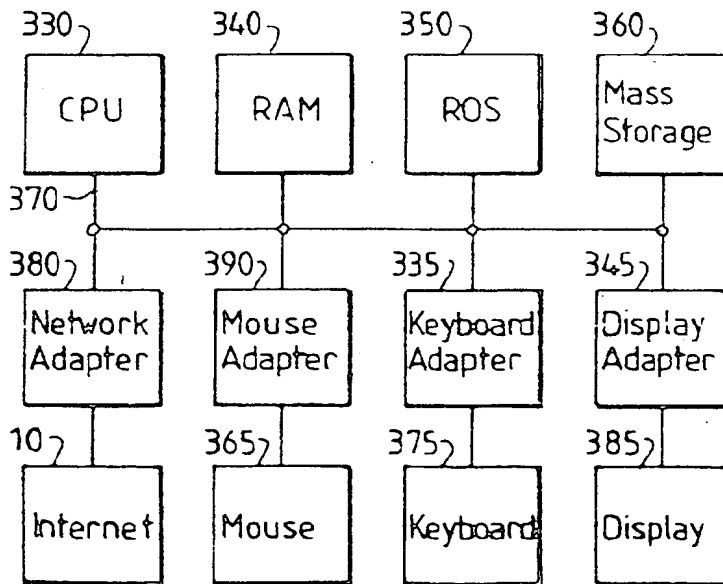 330 340 350 360
CPU RAM ROS Mass Storage
370
380 390 335 345
Network Adapter Mouse Adapter Keyboard Adapter Display Adapter
10 365 375 385
Internet Mouse Keyboard Display